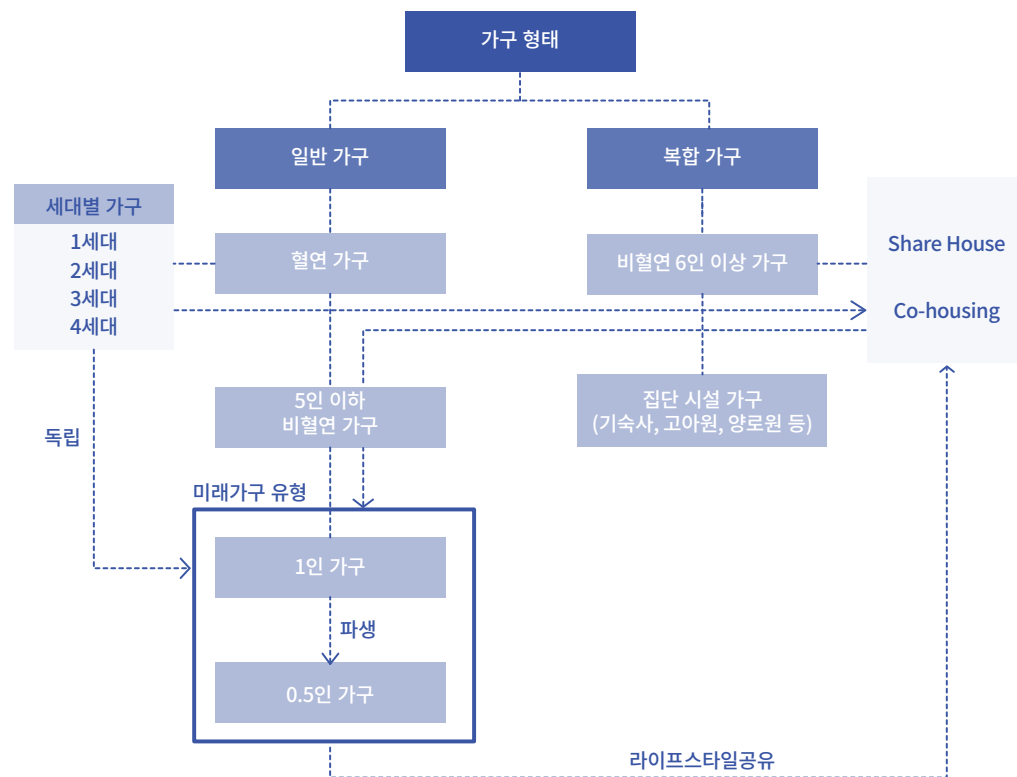 가구 형태
일반 가구
복합 가구
세대별 가구
1세대
2세대
3세대
4세대
혈연 가구
비혈연 6인 이상 가구
Share House
Co-housing
5인 이하
비혈연 가구
집단 시설 가구
(기숙사, 고아원, 양로원 등)
독립
미래가구 유형
1인 가구
파생
0.5인 가구
라이프스타일공유